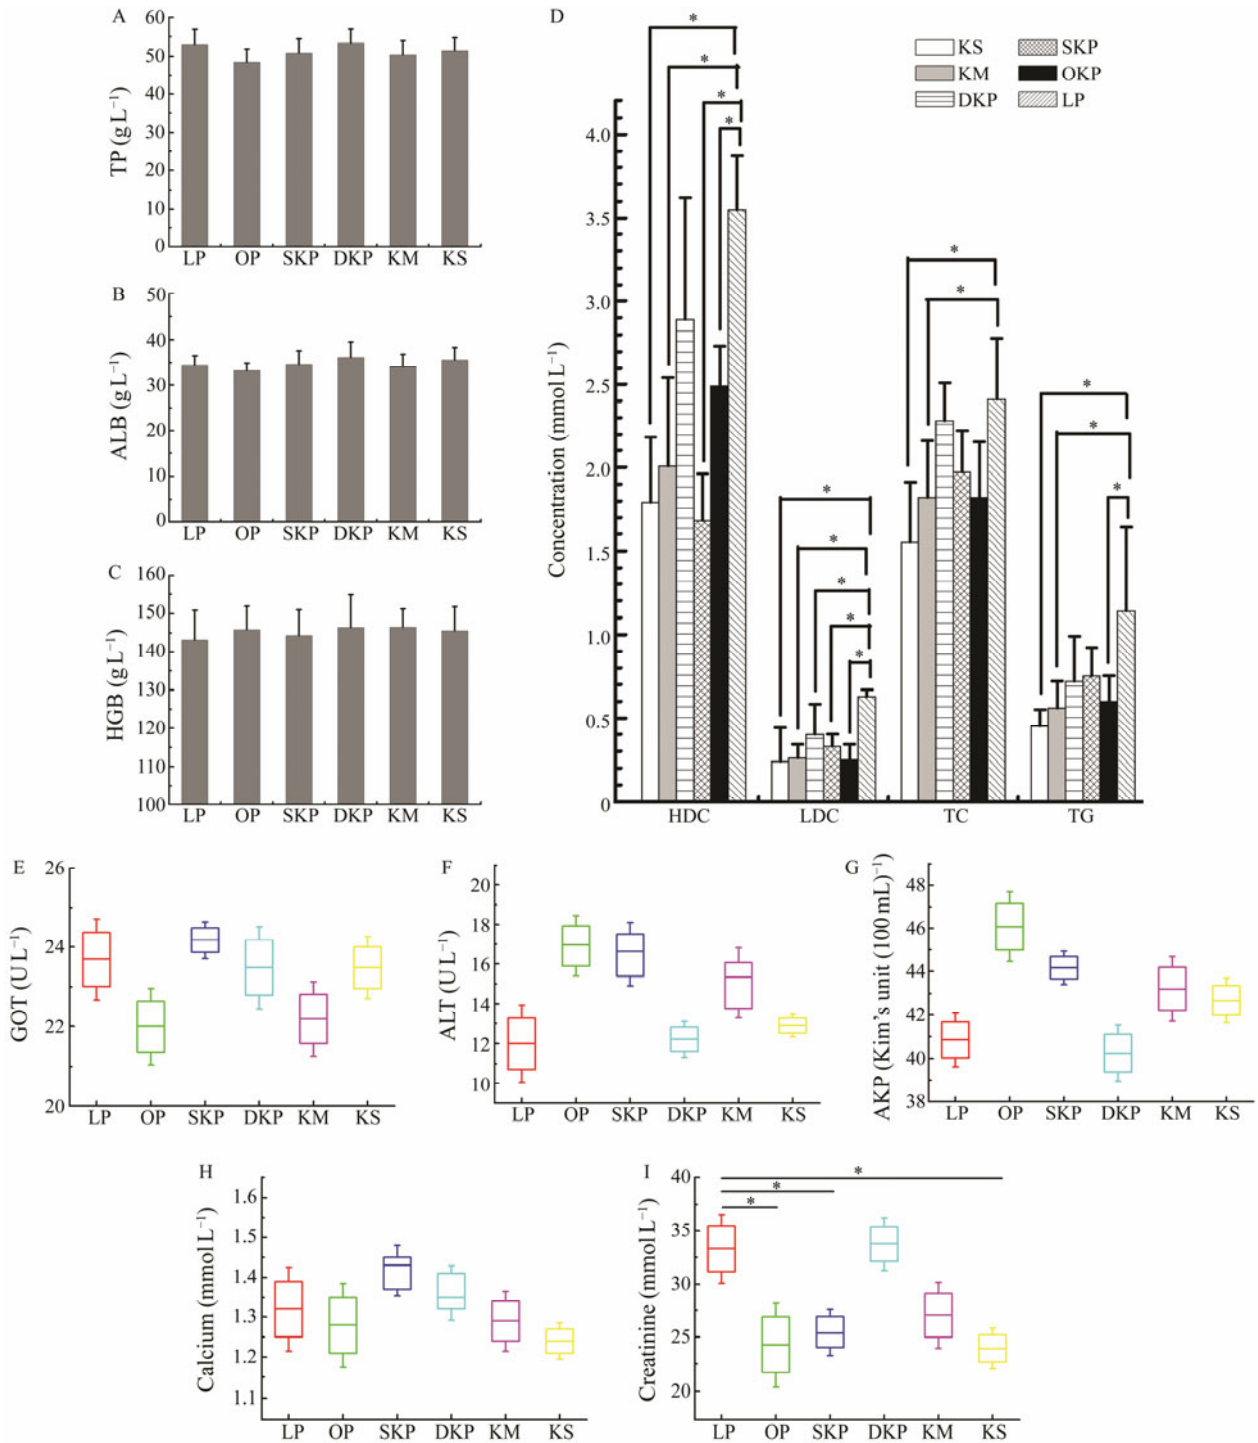 A
TP (g L⁻¹)
60
50
40
30
20
10
0
LP OP SKP DKP KM KS
B
ALB (g L⁻¹)
50
40
30
20
10
0
LP OP SKP DKP KM KS
C
HGB (g L⁻¹)
160
150
140
130
120
110
100
LP OP SKP DKP KM KS
D
KS SKP
KM OKP
DKP LP
Concentration (mmol L⁻¹)
4.0
3.5
3.0
2.5
2.0
1.5
1.0
0.5
0
* * * *
* * * * *
* *
* * *
HDC LDC TC TG
E
GOT (U L⁻¹)
26
24
22
20
LP OP SKP DKP KM KS
F
ALT (U L⁻¹)
20
18
16
14
12
10
LP OP SKP DKP KM KS
G
AKP (Kim's unit (100 mL)⁻¹)
48
46
44
42
40
38
LP OP SKP DKP KM KS
H
Calcium (mmol L⁻¹)
1.6
1.5
1.4
1.3
1.2
1.1
LP OP SKP DKP KM KS
I
Creatinine (mmol L⁻¹)
40
35
30
25
20
* * *
LP OP SKP DKP KM KS